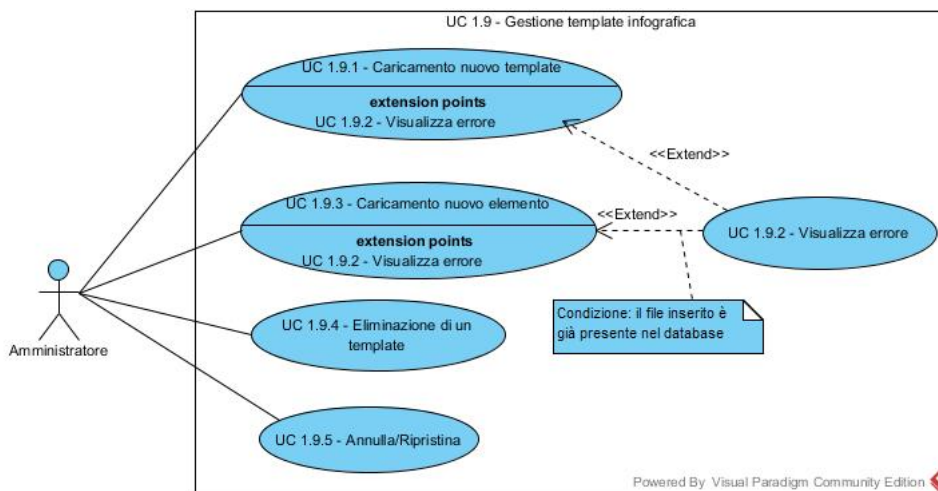 UC 1.9 - Gestione template infografica
UC 1.9.1 - Caricamento nuovo template
extension points
UC 1.9.2 - Visualizza errore
<<Extend>>
UC 1.9.3 - Caricamento nuovo elemento
<<Extend>>
extension points
UC 1.9.2 - Visualizza errore
UC 1.9.2 - Visualizza errore
Condizione: il file inserito è
già presente nel database
UC 1.9.4 - Eliminazione di un
template
Amministratore
UC 1.9.5 - Annulla/Ripristina
Powered By Visual Paradigm Community Edition